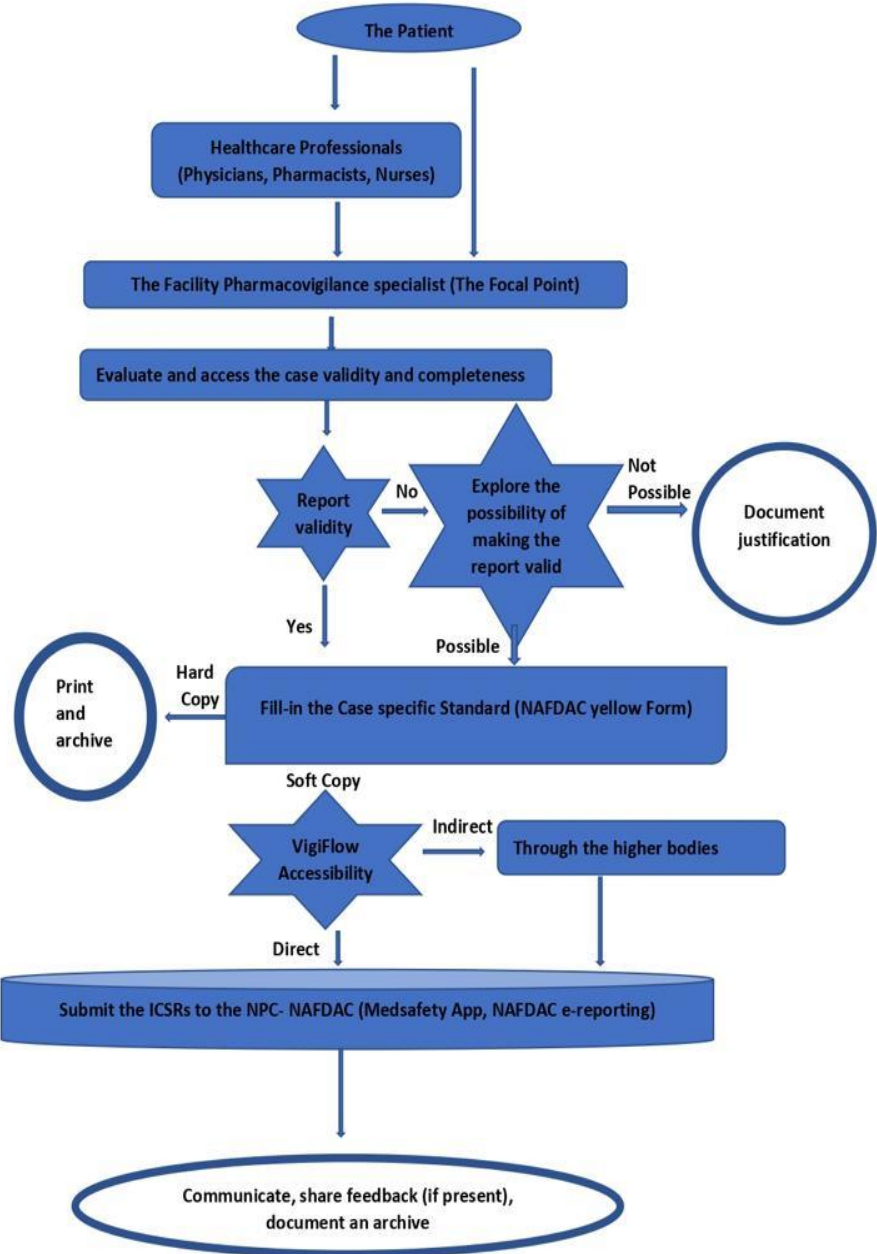 The Patient
Healthcare Professionals
(Physicians, Pharmacists, Nurses)
The Facility Pharmacovigilance specialist (The Focal Point)
Evaluate and access the case validity and completeness
Report
validity
No
Explore the
possibility of
making the
report valid
Not
Possible
Document
justification
Yes
Possible
Hard
Copy
Print
and
archive
Fill-in the Case specific Standard (NAFDAC yellow Form)
Soft Copy
VigiFlow
Accessibility
Indirect
Through the higher bodies
Direct
Submit the ICSRs to the NPC- NAFDAC (Medsafety App, NAFDAC e-reporting)
Communicate, share feedback (if present),
document an archive